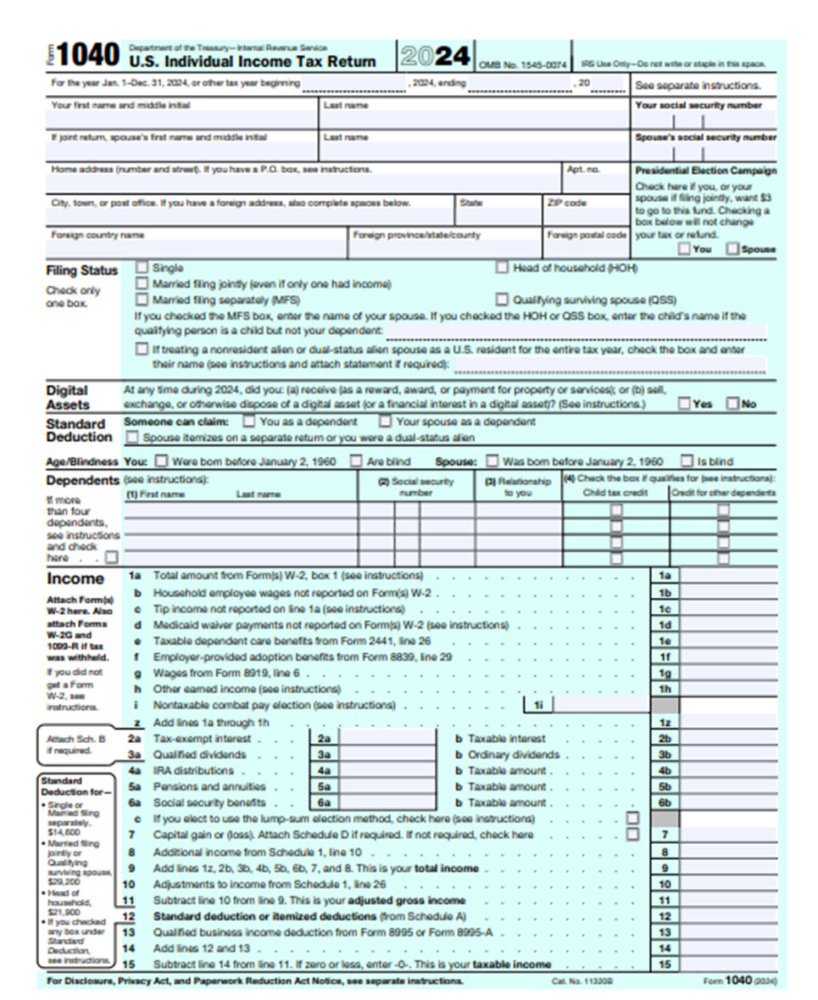 Form 1040 Department of the Treasury—Internal Revenue Service
U.S. Individual Income Tax Return 2024 OMB No. 1545-0074 IRS Use Only—Do not write or staple in this space.
For the year Jan. 1–Dec. 31, 2024, or other tax year beginning , 2024, ending , 20 See separate instructions.
Your first name and middle initial Last name Your social security number
If joint return, spouse's first name and middle initial Last name Spouse's social security number
Home address (number and street). If you have a P.O. box, see instructions. Apt. no.
City, town, or post office. If you have a foreign address, also complete spaces below. State ZIP code
Foreign country name Foreign province/state/county Foreign postal code
Presidential Election Campaign
Check here if you, or your
spouse if filing jointly, want $3
to go to this fund. Checking a
box below will not change
your tax or refund.
You Spouse
Filing Status
Check only
one box.
Single Head of household (HOH)
Married filing jointly (even if only one had income)
Married filing separately (MFS) Qualifying surviving spouse (QSS)
If you checked the MFS box, enter the name of your spouse. If you checked the HOH or QSS box, enter the child's name if the
qualifying person is a child but not your dependent:
If treating a nonresident alien or dual-status alien spouse as a U.S. resident for the entire tax year, check the box and enter
their name (see instructions and attach statement if required):
Digital
Assets
At any time during 2024, did you: (a) receive (as a reward, award, or payment for property or services); or (b) sell,
exchange, or otherwise dispose of a digital asset (or a financial interest in a digital asset)? (See instructions.) Yes No
Standard
Deduction
Someone can claim: You as a dependent Your spouse as a dependent
Spouse itemizes on a separate return or you were a dual-status alien
Age/Blindness You: Were born before January 2, 1960 Are blind Spouse: Was born before January 2, 1960 Is blind
Dependents (see instructions):
If more
than four
dependents,
see instructions
and check
here . .
(1) First name Last name
(2) Social security
number
(3) Relationship
to you
(4) Check the box if qualifies for (see instructions):
Child tax credit Credit for other dependents
Income
Attach Form(s)
W-2 here. Also
attach Forms
W-2G and
1099-R if tax
was withheld.
If you did not
get a Form
W-2, see
instructions.
1a Total amount from Form(s) W-2, box 1 (see instructions) 1a
b Household employee wages not reported on Form(s) W-2 1b
c Tip income not reported on line 1a (see instructions) 1c
d Medicaid waiver payments not reported on Form(s) W-2 (see instructions) 1d
e Taxable dependent care benefits from Form 2441, line 26 1e
f Employer-provided adoption benefits from Form 8839, line 29 1f
g Wages from Form 8919, line 6 1g
h Other earned income (see instructions) 1h
i Nontaxable combat pay election (see instructions) 1i
z Add lines 1a through 1h 1z
Attach Sch. B
if required.
2a Tax-exempt interest 2a b Taxable interest 2b
3a Qualified dividends 3a b Ordinary dividends 3b
4a IRA distributions 4a b Taxable amount 4b
5a Pensions and annuities 5a b Taxable amount 5b
6a Social security benefits 6a b Taxable amount 6b
c If you elect to use the lump-sum election method, check here (see instructions)
7 Capital gain or (loss). Attach Schedule D if required. If not required, check here 7
8 Additional income from Schedule 1, line 10 8
9 Add lines 1z, 2b, 3b, 4b, 5b, 6b, 7, and 8. This is your total income 9
10 Adjustments to income from Schedule 1, line 26 10
11 Subtract line 10 from line 9. This is your adjusted gross income 11
12 Standard deduction or itemized deductions (from Schedule A) 12
13 Qualified business income deduction from Form 8995 or Form 8995-A 13
14 Add lines 12 and 13 14
15 Subtract line 14 from line 11. If zero or less, enter -0-. This is your taxable income 15
Standard
Deduction for—
• Single or
Married filing
separately,
$14,600
• Married filing
jointly or
Qualifying
surviving spouse,
$29,200
• Head of
household,
$21,900
• If you checked
any box under
Standard
Deduction,
see instructions.
For Disclosure, Privacy Act, and Paperwork Reduction Act Notice, see separate instructions. Cat. No. 11320B Form 1040 (2024)